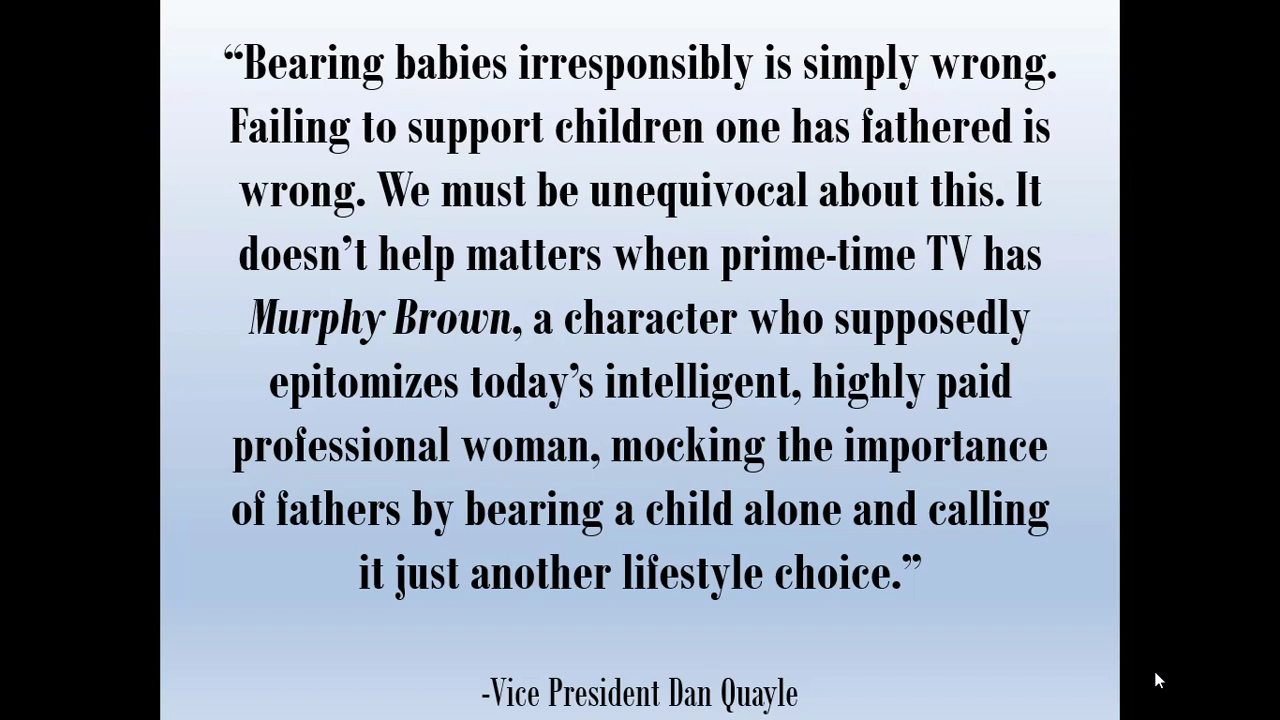 “Bearing babies irresponsibly is simply wrong.
Failing to support children one has fathered is
wrong. We must be unequivocal about this. It
doesn’t help matters when prime-time TV has
Murphy Brown, a character who supposedly
epitomizes today’s intelligent, highly paid
professional woman, mocking the importance
of fathers by bearing a child alone and calling
it just another lifestyle choice.”
-Vice President Dan Quayle